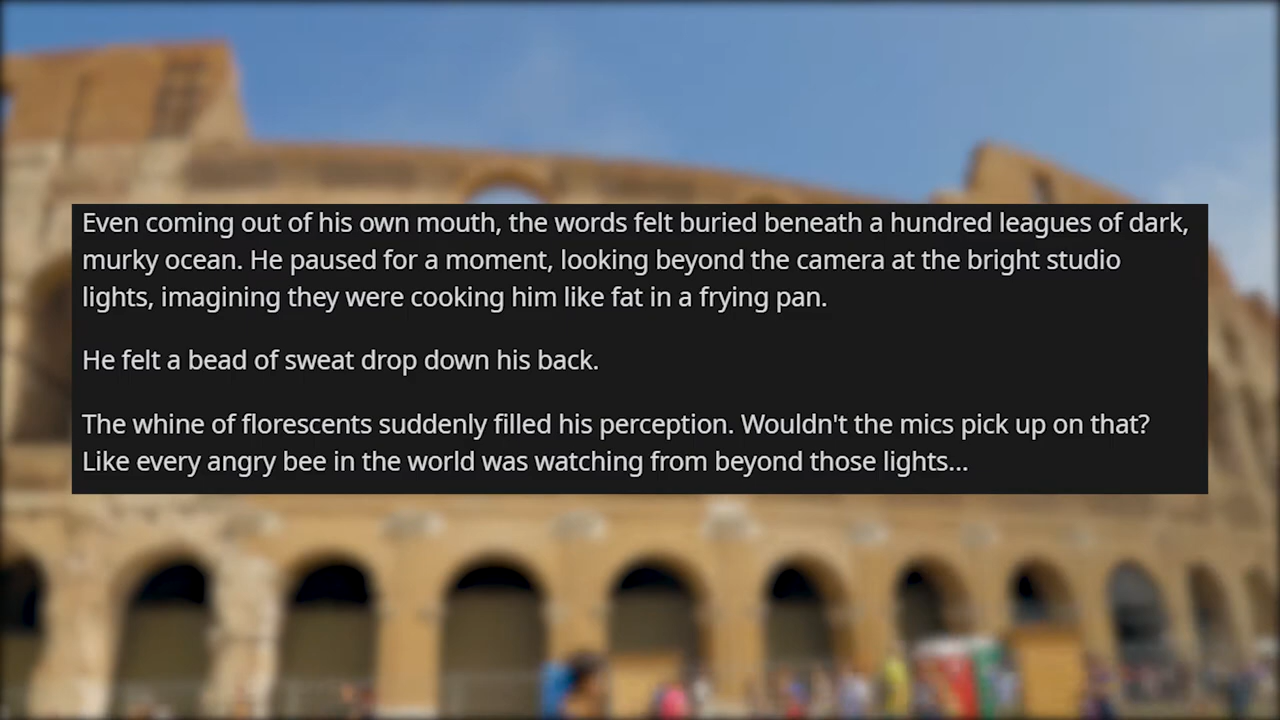 Even coming out of his own mouth, the words felt buried beneath a hundred leagues of dark,
murky ocean. He paused for a moment, looking beyond the camera at the bright studio
lights, imagining they were cooking him like fat in a frying pan.
He felt a bead of sweat drop down his back.
The whine of florescents suddenly filled his perception. Wouldn't the mics pick up on that?
Like every angry bee in the world was watching from beyond those lights...